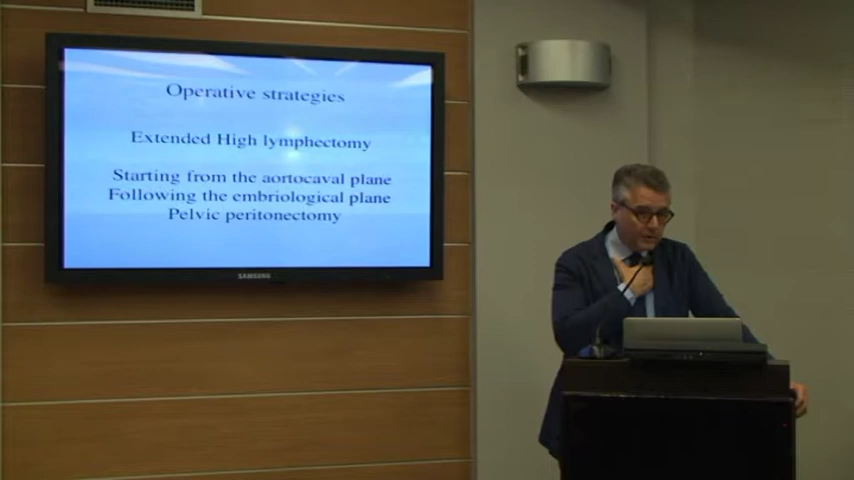 Operative strategies
Extended High lymphectomy
Starting from the aortocaval plane
Following the embriological plane
Pelvic peritonectomy
SAMSUNG